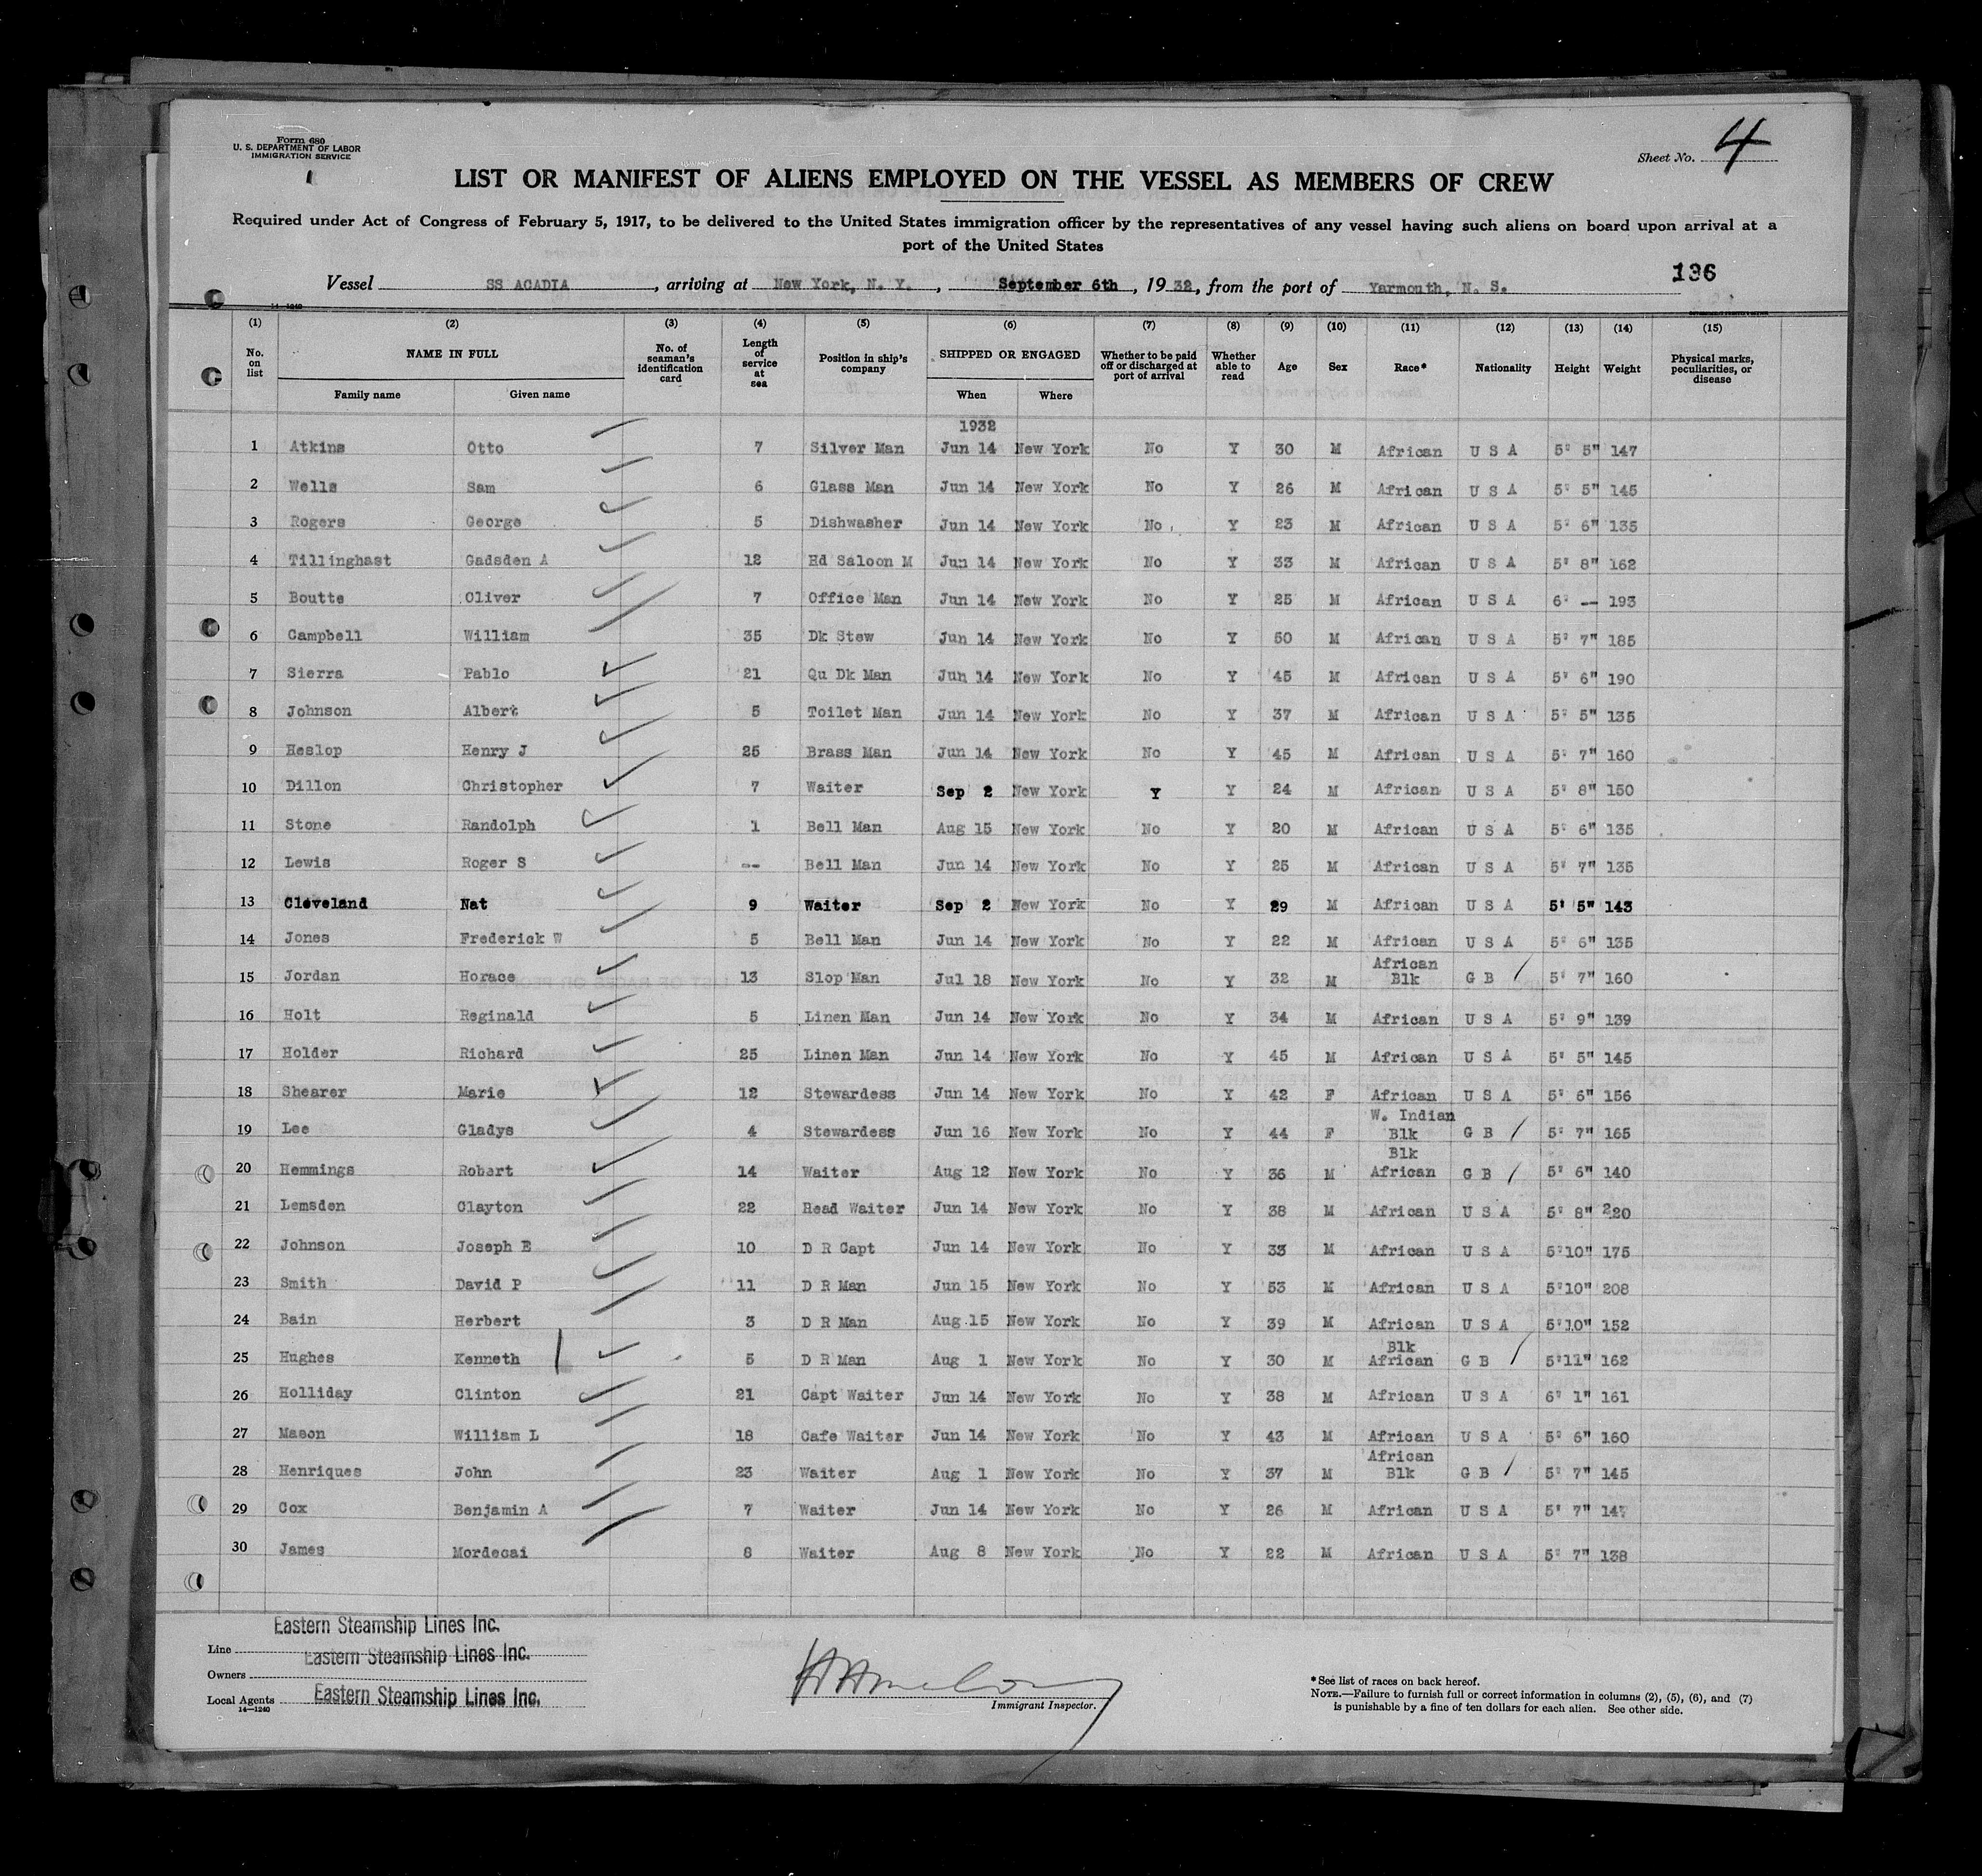 Form 680
U. S. DEPARTMENT OF LABOR
IMMIGRATION SERVICE
Sheet No. 4
LIST OR MANIFEST OF ALIENS EMPLOYED ON THE VESSEL AS MEMBERS OF CREW
Required under Act of Congress of February 5, 1917, to be delivered to the United States immigration officer by the representatives of any vessel having such aliens on board upon arrival at a
port of the United States
136
Vessel SS ACADIA, arriving at New York, N. Y., September 6th, 1932, from the port of Yarmouth, N. S.
14-1240
(1) (2) (3) (4) (5) (6) (7) (8) (9) (10) (11) (12) (13) (14) (15)
No. on list NAME IN FULL Family name Given name No. of seaman's identification card Length of service at sea Position in ship's company SHIPPED OR ENGAGED When Where Whether to be paid off or discharged at port of arrival Whether able to read Age Sex Race* Nationality Height Weight Physical marks, peculiarities, or disease
1932
1 Atkins Otto 7 Silver Man Jun 14 New York No Y 30 M African U S A 5' 5" 147
2 Wells Sam 6 Glass Man Jun 14 New York No Y 26 M African U S A 5' 5" 145
3 Rogers George 5 Dishwasher Jun 14 New York No Y 23 M African U S A 5' 6" 135
4 Tillinghast Gadsden A 12 Hd Saloon M Jun 14 New York No Y 33 M African U S A 5' 8" 162
5 Boutte Oliver 7 Office Man Jun 14 New York No Y 25 M African U S A 6' -- 193
6 Campbell William 35 Dk Stew Jun 14 New York No Y 50 M African U S A 5' 7" 185
7 Sierra Pablo 21 Qu Dk Man Jun 14 New York No Y 45 M African U S A 5' 6" 190
8 Johnson Albert 5 Toilet Man Jun 14 New York No Y 37 M African U S A 5' 5" 135
9 Heslop Henry J 25 Brass Man Jun 14 New York No Y 45 M African U S A 5' 7" 160
10 Dillon Christopher 7 Waiter Sep 2 New York Y Y 24 M African U S A 5' 8" 150
11 Stone Randolph 1 Bell Man Aug 15 New York No Y 20 M African U S A 5' 6" 135
12 Lewis Roger S -- Bell Man Jun 14 New York No Y 25 M African U S A 5' 7" 135
13 Cleveland Nat 9 Waiter Sep 2 New York No Y 29 M African U S A 5' 5" 143
14 Jones Frederick W 5 Bell Man Jun 14 New York No Y 22 M African U S A 5' 6" 135
15 Jordan Horace 13 Slop Man Jul 18 New York No Y 32 M African Blk G B 5' 7" 160
16 Holt Reginald 5 Linen Man Jun 14 New York No Y 34 M African U S A 5' 9" 139
17 Holder Richard 25 Linen Man Jun 14 New York No Y 45 M African U S A 5' 5" 145
18 Shearer Marie 12 Stewardess Jun 14 New York No Y 42 F African U S A 5' 6" 156
19 Lee Gladys 4 Stewardess Jun 16 New York No Y 44 F W. Indian Blk G B 5' 7" 165
20 Hemmings Robert 14 Waiter Aug 12 New York No Y 36 M Blk African G B 5' 6" 140
21 Lemsden Clayton 22 Head Waiter Jun 14 New York No Y 38 M African U S A 5' 8" 220
22 Johnson Joseph E 10 D R Capt Jun 14 New York No Y 33 M African U S A 5'10" 175
23 Smith David P 11 D R Man Jun 15 New York No Y 53 M African U S A 5'10" 208
24 Bain Herbert 3 D R Man Aug 15 New York No Y 39 M African U S A 5'10" 152
25 Hughes Kenneth 5 D R Man Aug 1 New York No Y 30 M Blk African G B 5'11" 162
26 Holliday Clinton 21 Capt Waiter Jun 14 New York No Y 38 M African U S A 6' 1" 161
27 Mason William L 18 Cafe Waiter Jun 14 New York No Y 43 M African U S A 5' 6" 160
28 Henriques John 23 Waiter Aug 1 New York No Y 37 M African Blk G B 5' 7" 145
29 Cox Benjamin A 7 Waiter Jun 14 New York No Y 26 M African U S A 5' 7" 147
30 James Mordecai 8 Waiter Aug 8 New York No Y 22 M African U S A 5' 7" 138
Eastern Steamship Lines Inc.
Line Eastern Steamship Lines Inc.
Owners
Local Agents Eastern Steamship Lines Inc.
14-1240
Immigrant Inspector.
*See list of races on back hereof.
NOTE.—Failure to furnish full or correct information in columns (2), (5), (6), and (7)
is punishable by a fine of ten dollars for each alien. See other side.